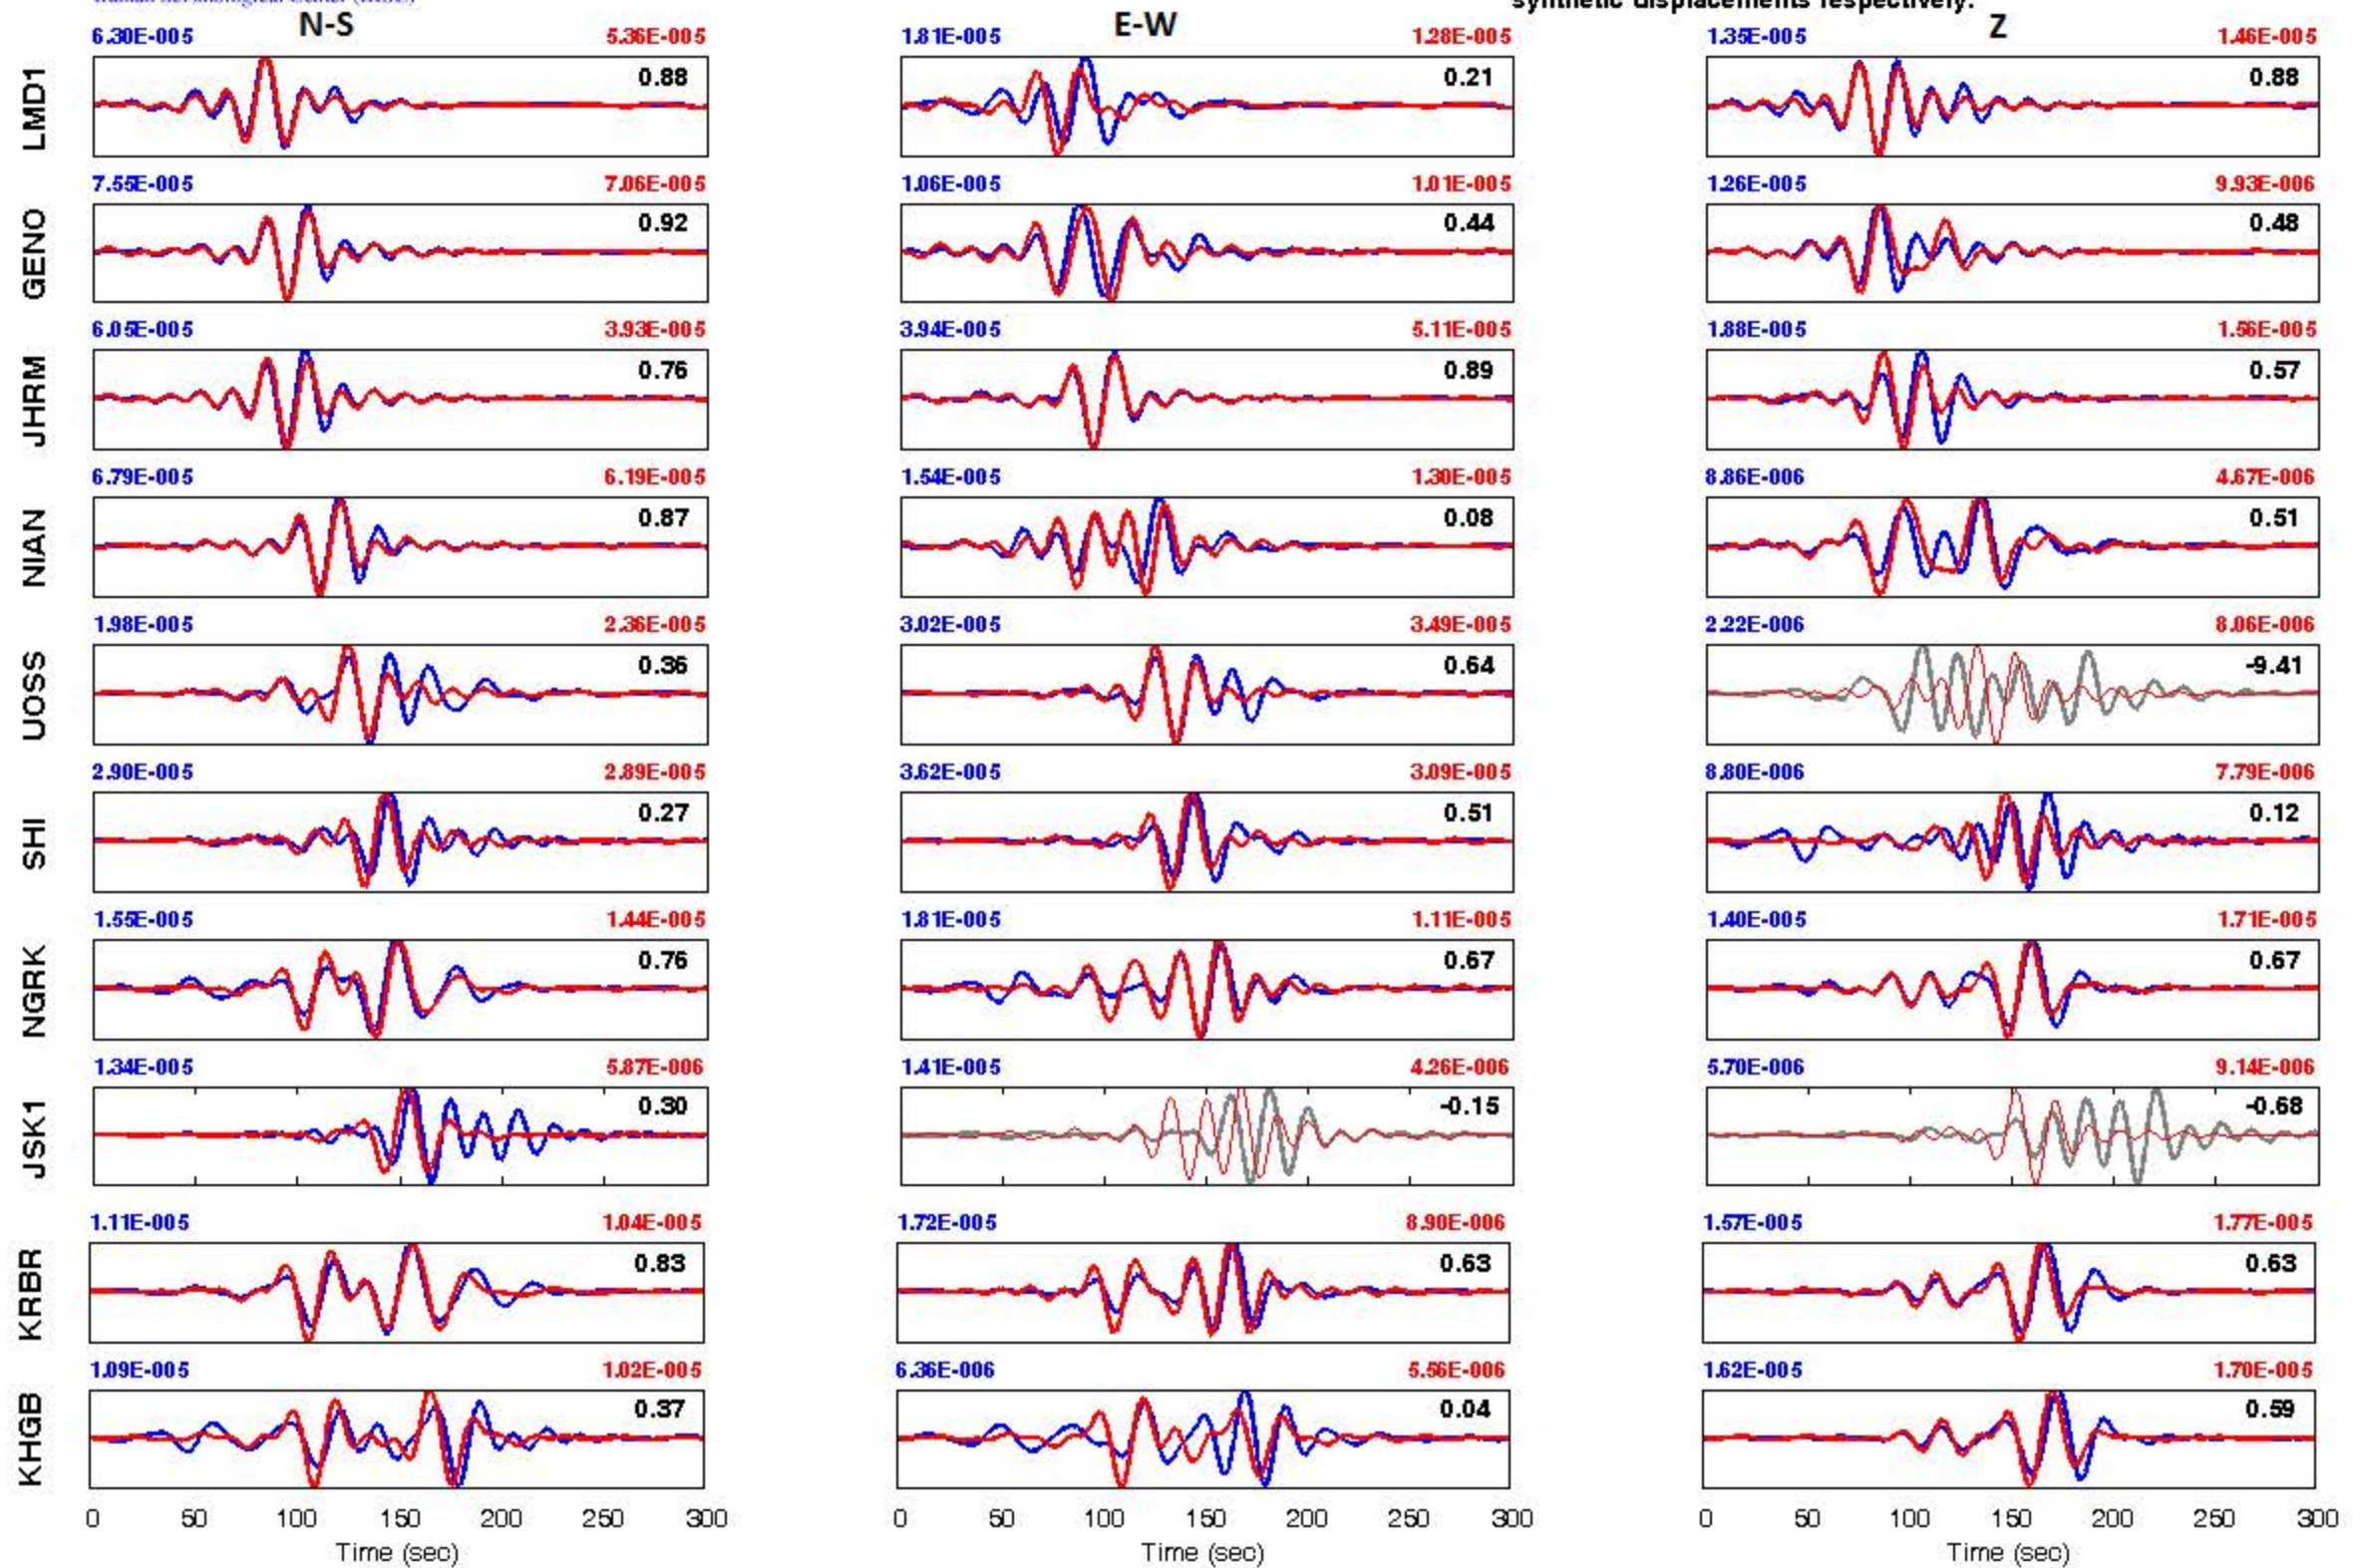 synthetic displacements respectively.
N-S E-W Z
6.30E-005 5.36E-005 1.81E-005 1.28E-005 1.35E-005 1.46E-005
LMD1 0.88 0.21 0.88
7.55E-005 7.06E-005 1.06E-005 1.01E-005 1.26E-005 9.93E-006
GENO 0.92 0.44 0.48
6.05E-005 3.93E-005 3.94E-005 5.11E-005 1.88E-005 1.56E-005
JHRM 0.76 0.89 0.57
6.79E-005 6.19E-005 1.54E-005 1.30E-005 8.86E-006 4.67E-006
NIAN 0.87 0.08 0.51
1.98E-005 2.36E-005 3.02E-005 3.49E-005 2.22E-006 8.06E-006
UOSS 0.36 0.64 -9.41
2.90E-005 2.89E-005 3.62E-005 3.09E-005 8.80E-006 7.79E-006
SHI 0.27 0.51 0.12
1.55E-005 1.44E-005 1.81E-005 1.11E-005 1.40E-005 1.71E-005
NGRK 0.76 0.67 0.67
1.34E-005 5.87E-006 1.41E-005 4.26E-006 5.70E-006 9.14E-006
JSK1 0.30 -0.15 -0.68
1.11E-005 1.04E-005 1.72E-005 8.90E-006 1.57E-005 1.77E-005
KRBR 0.83 0.63 0.63
1.09E-005 1.02E-005 6.36E-006 5.56E-006 1.62E-005 1.70E-005
KHGB 0.37 0.04 0.59
0 50 100 150 200 250 300 0 50 100 150 200 250 300 0 50 100 150 200 250 300
Time (sec) Time (sec) Time (sec)